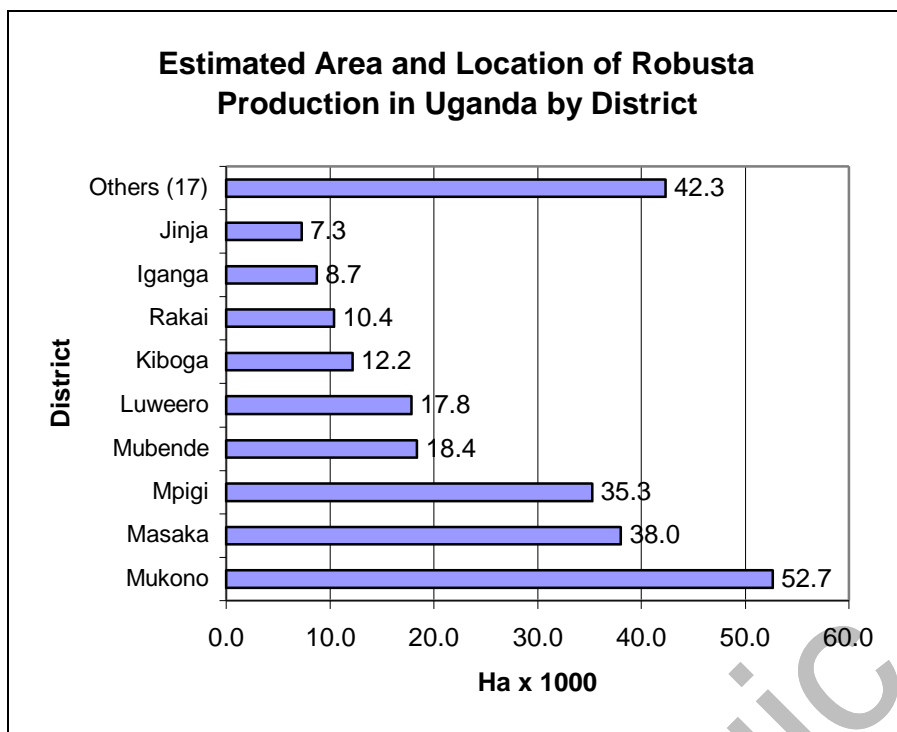 Estimated Area and Location of Robusta
Production in Uganda by District
District
Others (17) 42.3
Jinja 7.3
Iganga 8.7
Rakai 10.4
Kiboga 12.2
Luweero 17.8
Mubende 18.4
Mpigi 35.3
Masaka 38.0
Mukono 52.7
0.0 10.0 20.0 30.0 40.0 50.0 60.0
Ha x 1000